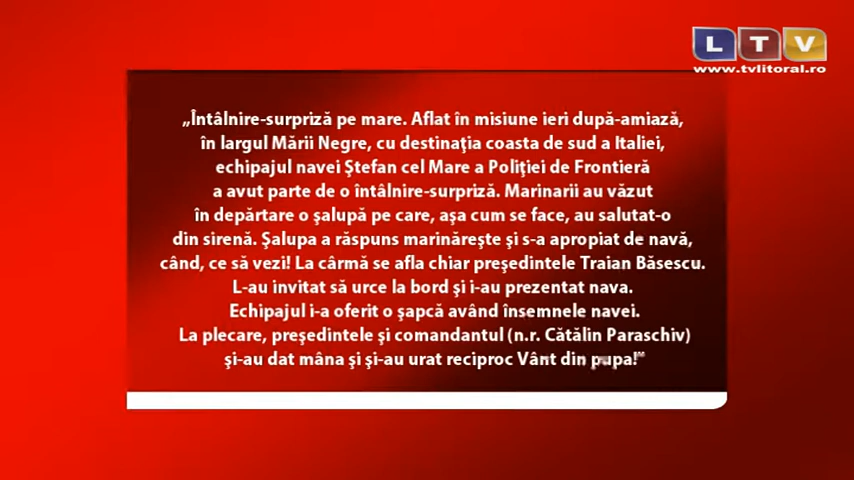 LTV
www.tvlitoral.ro
„Întâlnire-surpriză pe mare. Aflat în misiune ieri după-amiază,
în largul Mării Negre, cu destinaţia coasta de sud a Italiei,
echipajul navei Ştefan cel Mare a Poliţiei de Frontieră
a avut parte de o întâlnire-surpriză. Marinarii au văzut
în depărtare o şalupă pe care, aşa cum se face, au salutat-o
din sirenă. Şalupa a răspuns marinăreşte şi s-a apropiat de navă,
când, ce să vezi! La cârmă se afla chiar preşedintele Traian Băsescu.
L-au invitat să urce la bord şi i-au prezentat nava.
Echipajul i-a oferit o şapcă având însemnele navei.
La plecare, preşedintele şi comandantul (n.r. Cătălin Paraschiv)
şi-au dat mâna şi şi-au urat reciproc Vânt din pupa!”